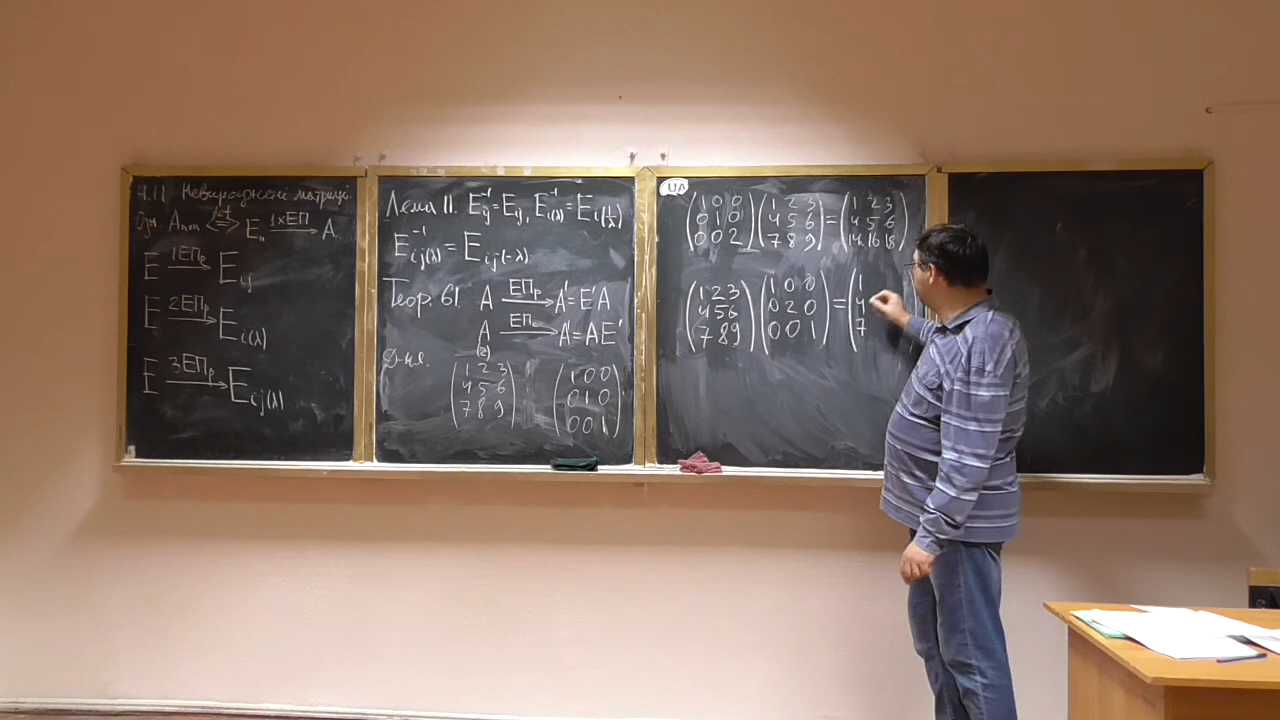 4.11 Невироджені матриці.
Озн. Aₙₓₙ ⟺ Eₙ →(1×ЕП) A
E →(1ЕПр) E_ij
E →(2ЕПр) E_i(λ)
E →(3ЕПр) E_ij(λ)
Лема 11. E_ij⁻¹ = E_ij, E_i(λ)⁻¹ = E_i(1/λ)
E_ij(λ)⁻¹ = E_ij(-λ)
Теор. 61 A →(ЕПр) A' = E'A
A →(ЕПс) A' = AE'
Д-ня. (2)
(1 2 3) (1 0 0)
(4 5 6) (0 1 0)
(7 8 9) (0 0 1)
UA
(1 0 0) (1 2 3) = (1 2 3)
(0 1 0) (4 5 6) = (4 5 6)
(0 0 2) (7 8 9) = (14 16 18)
(1 2 3) (1 0 0) = (1
(4 5 6) (0 2 0) = (4
(7 8 9) (0 0 1) = (7